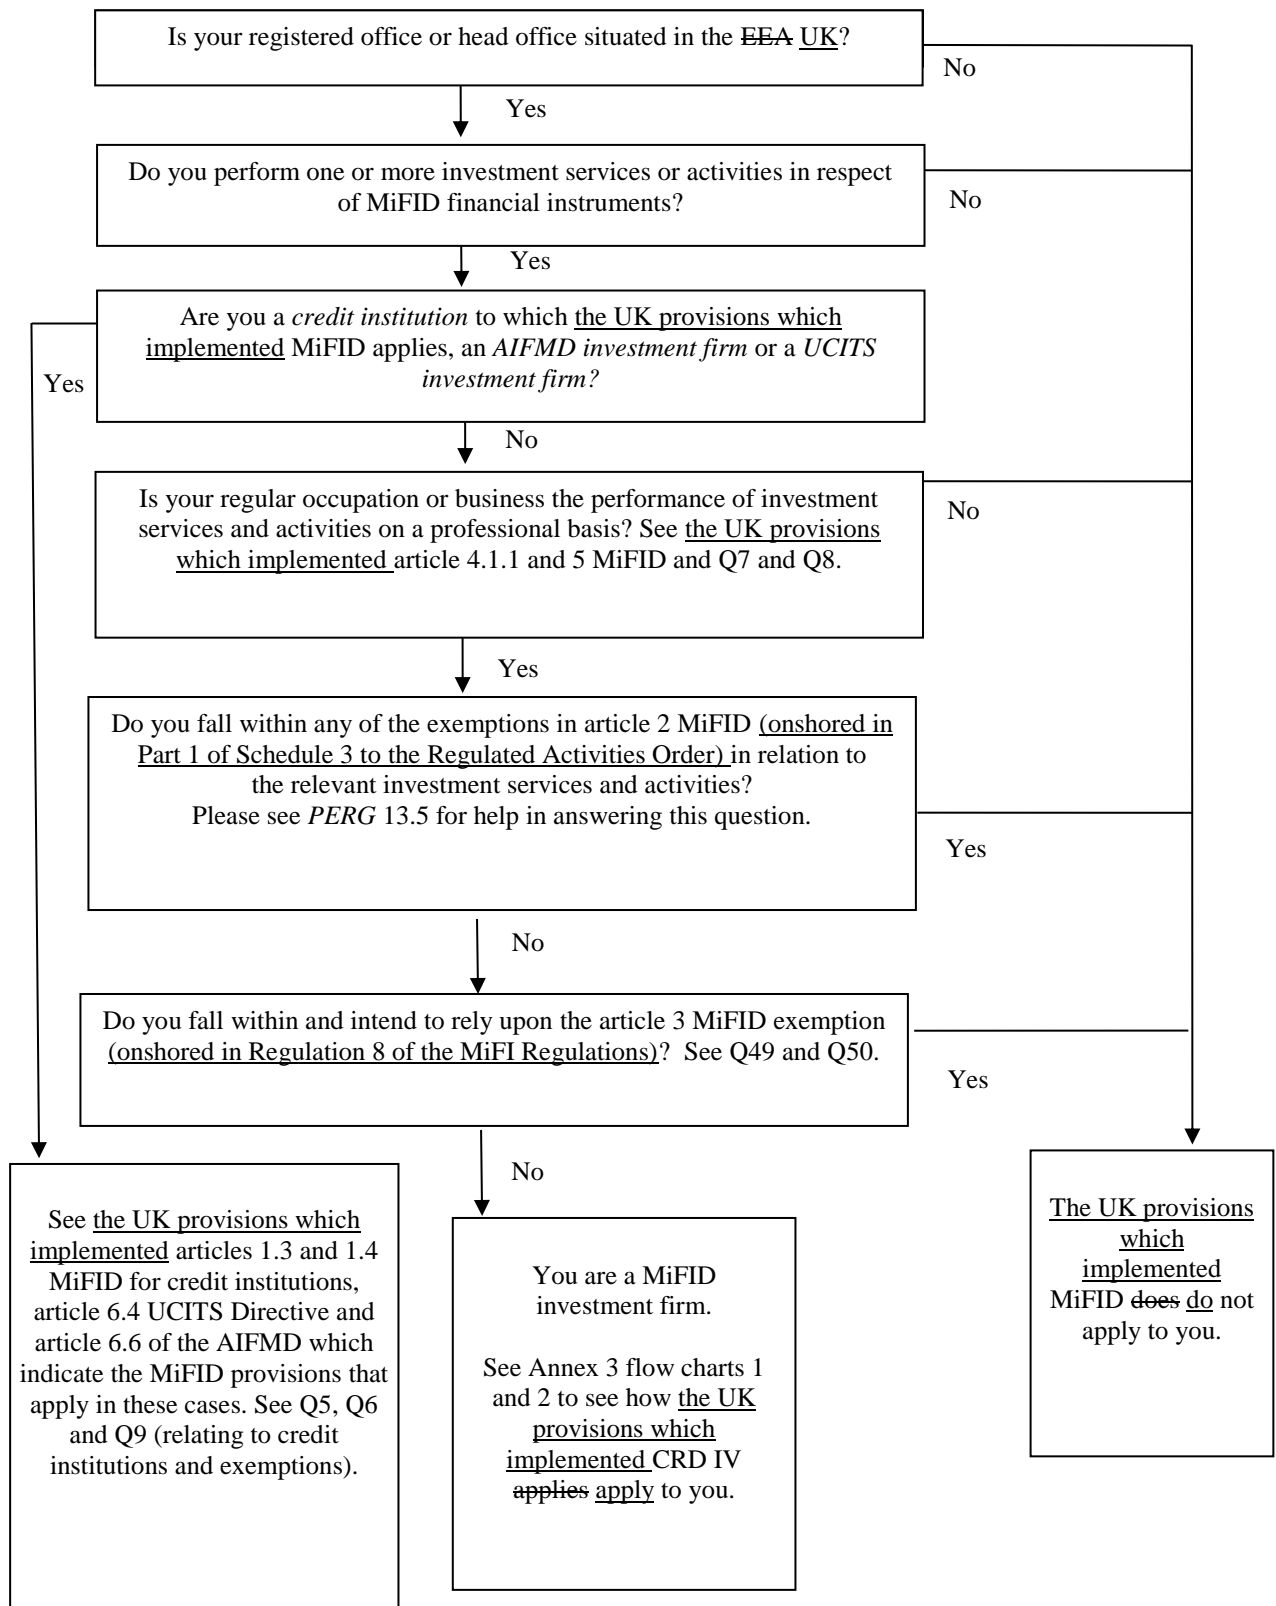 Is your registered office or head office situated in the EEA UK?
No
Yes
Do you perform one or more investment services or activities in respect
of MiFID financial instruments?
No
Yes
Are you a credit institution to which the UK provisions which
implemented MiFID applies, an AIFMD investment firm or a UCITS
investment firm?
Yes
No
Is your regular occupation or business the performance of investment
services and activities on a professional basis? See the UK provisions
which implemented article 4.1.1 and 5 MiFID and Q7 and Q8.
No
Yes
Do you fall within any of the exemptions in article 2 MiFID (onshored in
Part 1 of Schedule 3 to the Regulated Activities Order) in relation to
the relevant investment services and activities?
Please see PERG 13.5 for help in answering this question.
Yes
No
Do you fall within and intend to rely upon the article 3 MiFID exemption
(onshored in Regulation 8 of the MiFI Regulations)? See Q49 and Q50.
Yes
No
See the UK provisions which
implemented articles 1.3 and 1.4
MiFID for credit institutions,
article 6.4 UCITS Directive and
article 6.6 of the AIFMD which
indicate the MiFID provisions that
apply in these cases. See Q5, Q6
and Q9 (relating to credit
institutions and exemptions).
You are a MiFID
investment firm.
See Annex 3 flow charts 1
and 2 to see how the UK
provisions which
implemented CRD IV
applies apply to you.
The UK provisions
which
implemented
MiFID does do not
apply to you.